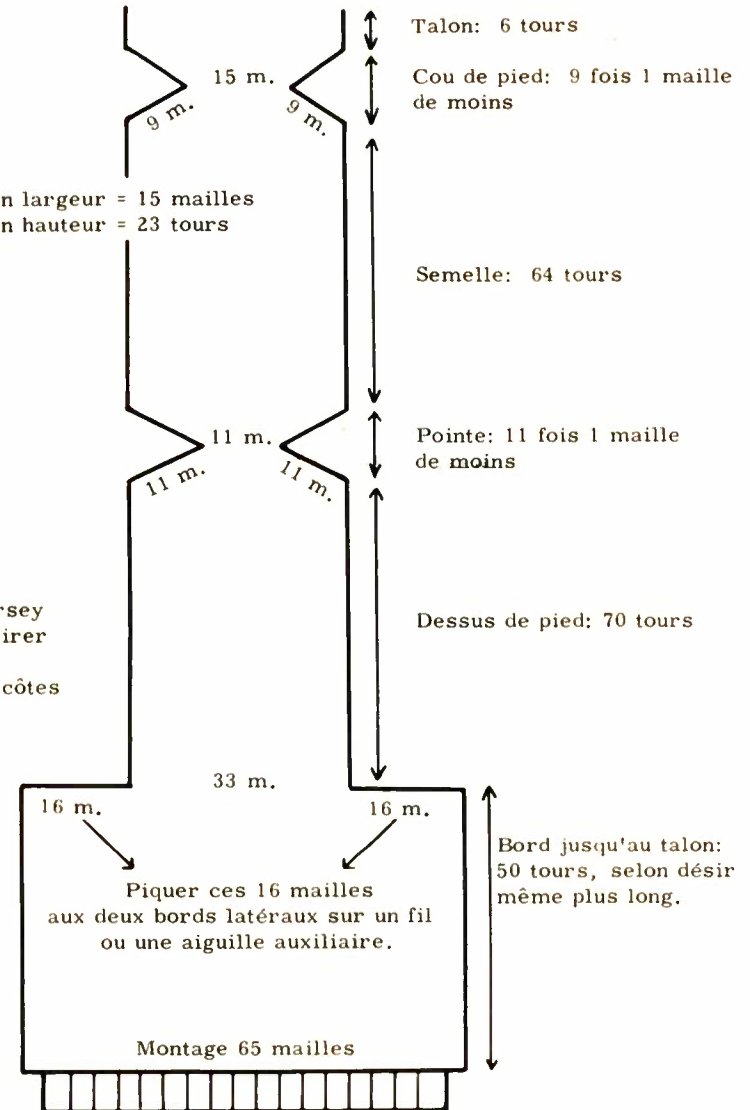 Talon: 6 tours
15 m.
Cou de pied: 9 fois 1 maille
de moins
9 m.
9 m.
n largeur = 15 mailles
n hauteur = 23 tours
Semelle: 64 tours
11 m.
Pointe: 11 fois 1 maille
de moins
11 m.
11 m.
rsey
irer
côtes
Dessus de pied: 70 tours
33 m.
16 m.
16 m.
Bord jusqu'au talon:
50 tours, selon désir
même plus long.
Piquer ces 16 mailles
aux deux bords latéraux sur un fil
ou une aiguille auxiliaire.
Montage 65 mailles